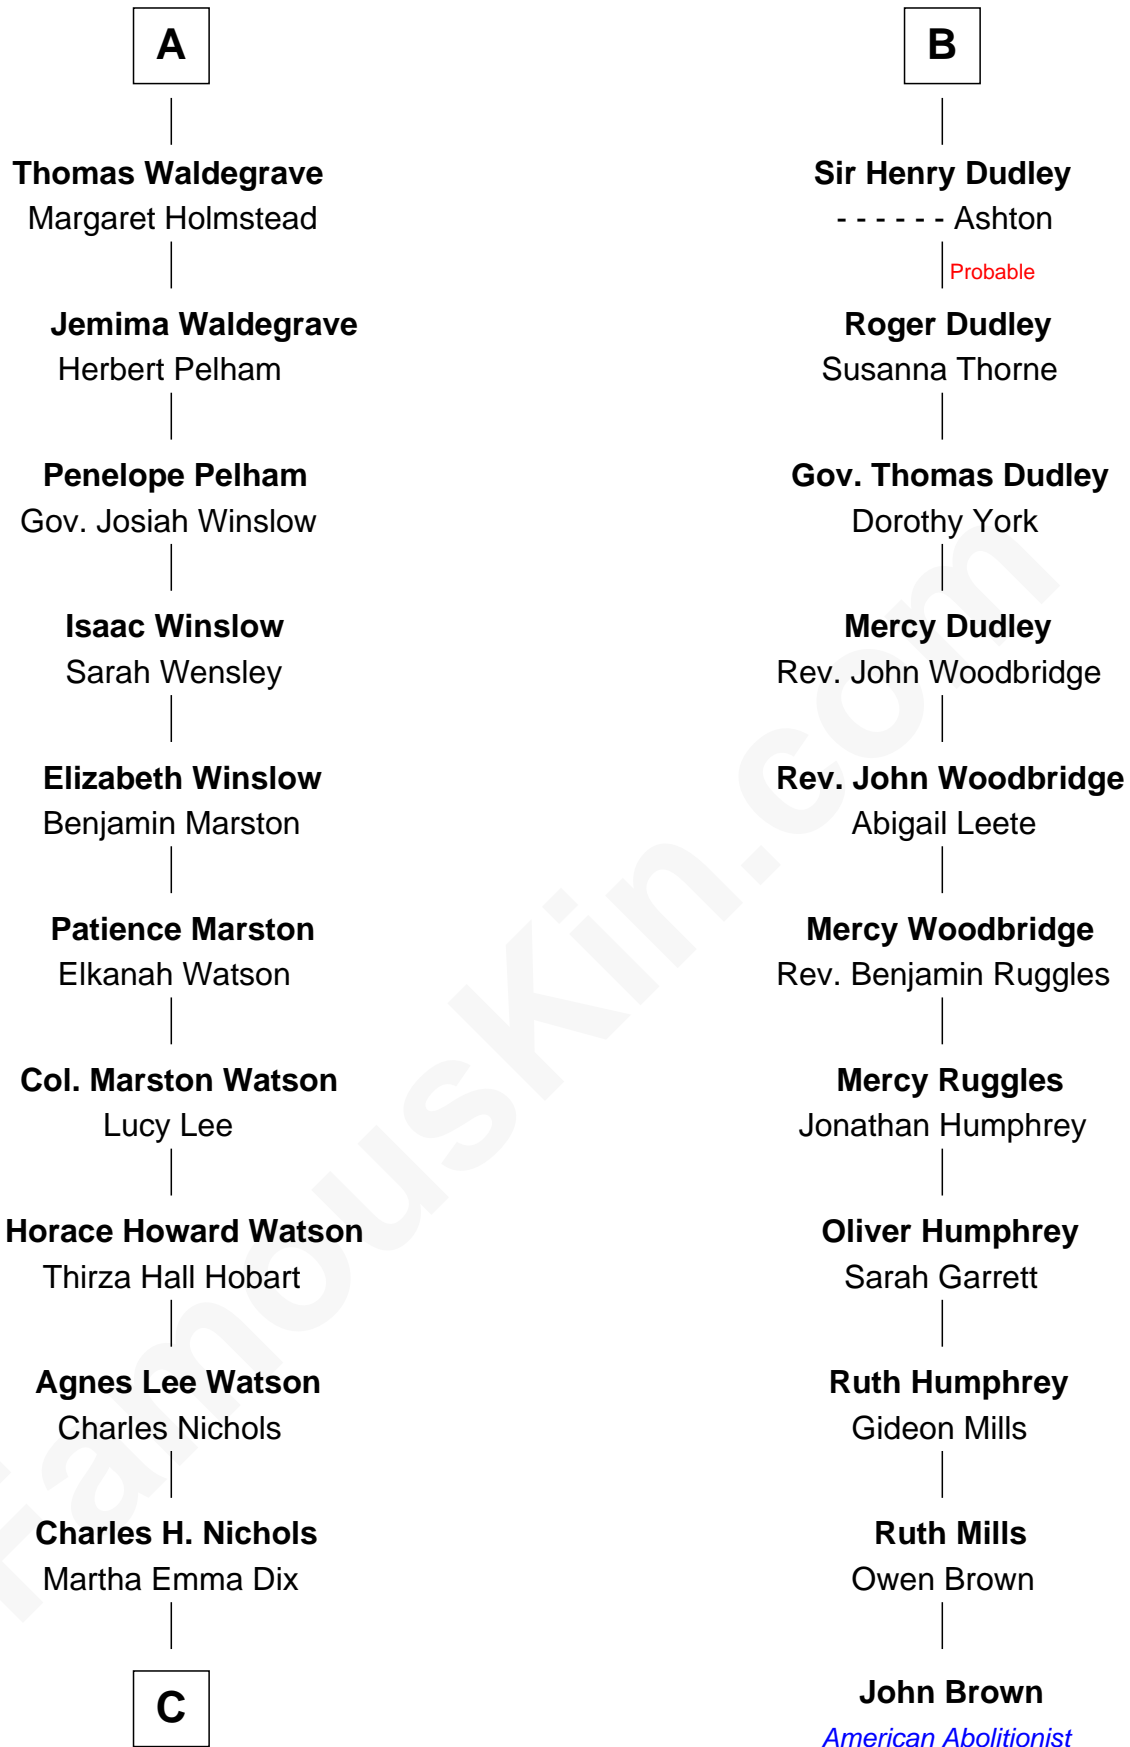 A
Thomas Waldegrave
Margaret Holmstead
Jemima Waldegrave
Herbert Pelham
Penelope Pelham
Gov. Josiah Winslow
Isaac Winslow
Sarah Wensley
Elizabeth Winslow
Benjamin Marston
Patience Marston
Elkanah Watson
Col. Marston Watson
Lucy Lee
Horace Howard Watson
Thirza Hall Hobart
Agnes Lee Watson
Charles Nichols
Charles H. Nichols
Martha Emma Dix
C
B
Sir Henry Dudley
- - - - - - Ashton
Probable
Roger Dudley
Susanna Thorne
Gov. Thomas Dudley
Dorothy York
Mercy Dudley
Rev. John Woodbridge
Rev. John Woodbridge
Abigail Leete
Mercy Woodbridge
Rev. Benjamin Ruggles
Mercy Ruggles
Jonathan Humphrey
Oliver Humphrey
Sarah Garrett
Ruth Humphrey
Gideon Mills
Ruth Mills
Owen Brown
John Brown
American Abolitionist
FamousKin.com